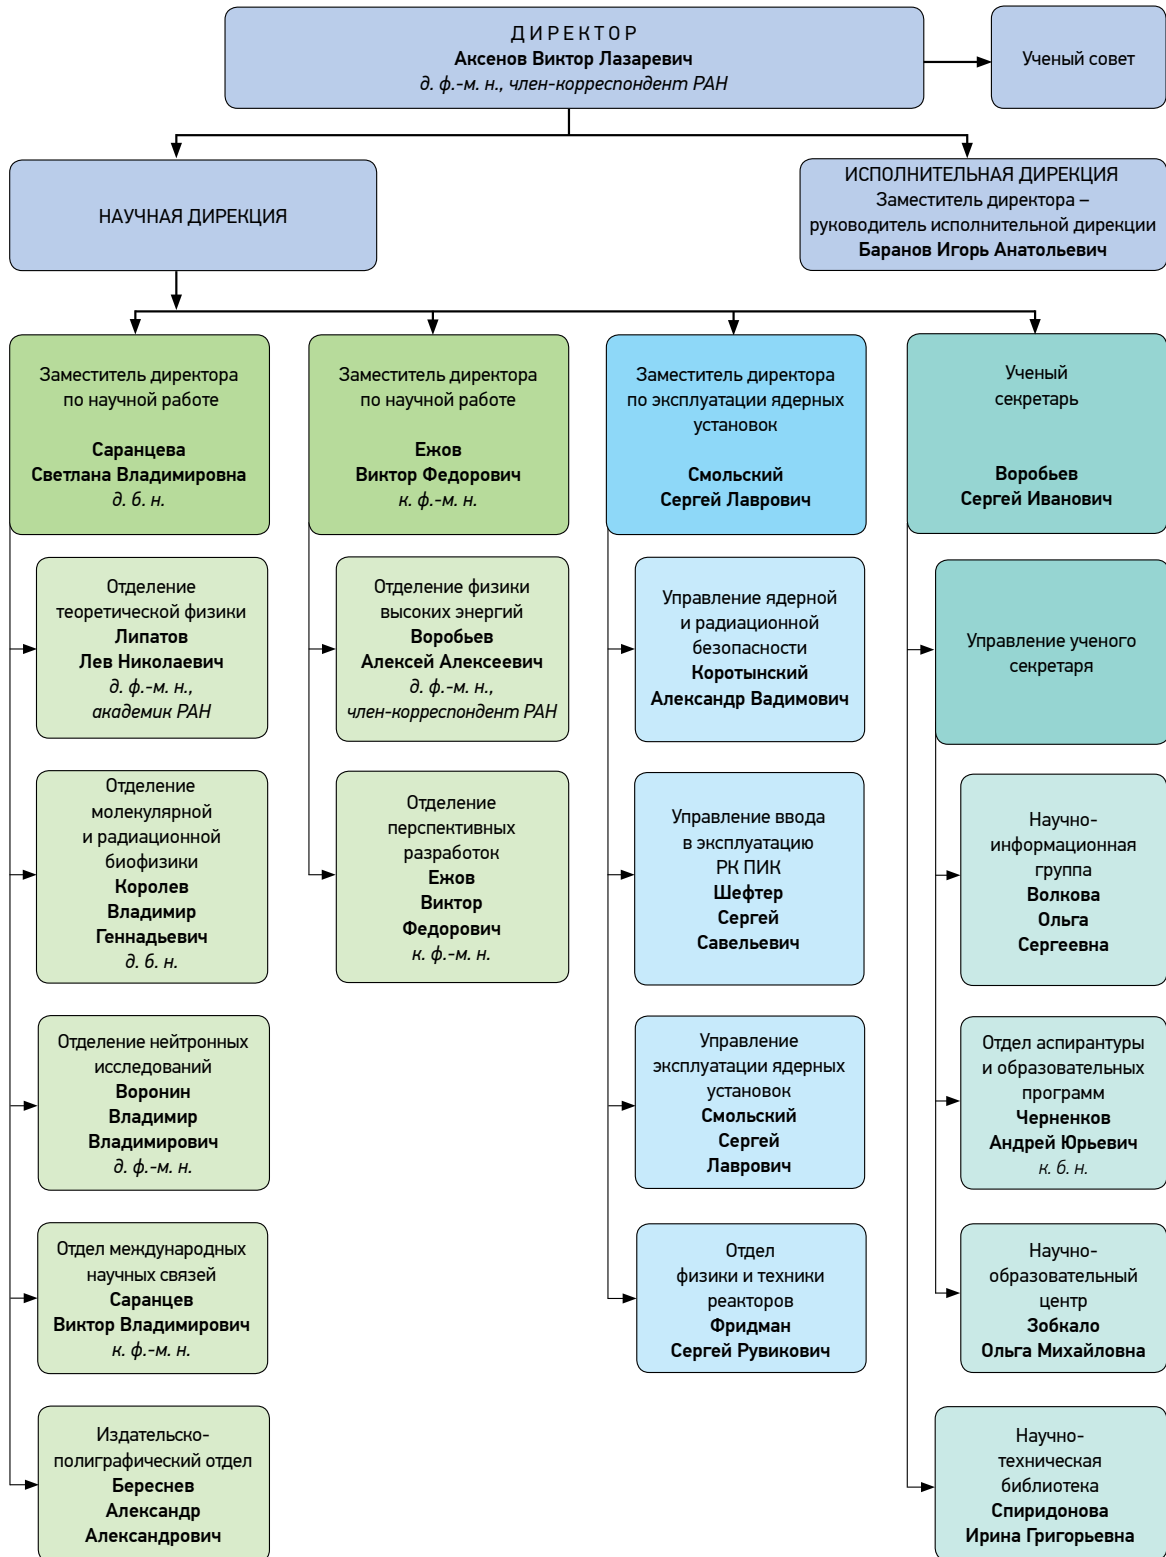 ДИРЕКТОР
Аксенов Виктор Лазаревич
д. ф.-м. н., член-корреспондент РАН
Ученый совет
НАУЧНАЯ ДИРЕКЦИЯ
ИСПОЛНИТЕЛЬНАЯ ДИРЕКЦИЯ
Заместитель директора –
руководитель исполнительной дирекции
Баранов Игорь Анатольевич
Заместитель директора
по научной работе
Саранцева
Светлана Владимировна
д. б. н.
Отделение
теоретической физики
Липатов
Лев Николаевич
д. ф.-м. н.,
академик РАН
Отделение
молекулярной
и радиационной
биофизики
Королев
Владимир
Геннадьевич
д. б. н.
Отделение нейтронных
исследований
Воронин
Владимир
Владимирович
д. ф.-м. н.
Отдел международных
научных связей
Саранцев
Виктор Владимирович
к. ф.-м. н.
Издательско-
полиграфический отдел
Береснев
Александр
Александрович
Заместитель директора
по научной работе
Ежов
Виктор Федорович
к. ф.-м. н.
Отделение физики
высоких энергий
Воробьев
Алексей Алексеевич
д. ф.-м. н.,
член-корреспондент РАН
Отделение
перспективных
разработок
Ежов
Виктор
Федорович
к. ф.-м. н.
Заместитель директора
по эксплуатации ядерных
установок
Смольский
Сергей Лаврович
Управление ядерной
и радиационной
безопасности
Коротынский
Александр Вадимович
Управление ввода
в эксплуатацию
РК ПИК
Шефтер
Сергей
Савельевич
Управление
эксплуатации ядерных
установок
Смольский
Сергей
Лаврович
Отдел
физики и техники
реакторов
Фридман
Сергей Рувикович
Ученый
секретарь
Воробьев
Сергей Иванович
Управление ученого
секретаря
Научно-
информационная
группа
Волкова
Ольга
Сергеевна
Отдел аспирантуры
и образовательных
программ
Черненков
Андрей Юрьевич
к. б. н.
Научно-
образовательный
центр
Зобкало
Ольга Михайловна
Научно-
техническая
библиотека
Спиридонова
Ирина Григорьевна